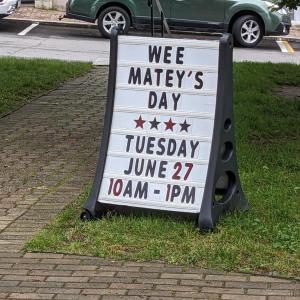 WEE
MATEY'S
DAY
★★★★
TUESDAY
JUNE 27
10AM - 1PM